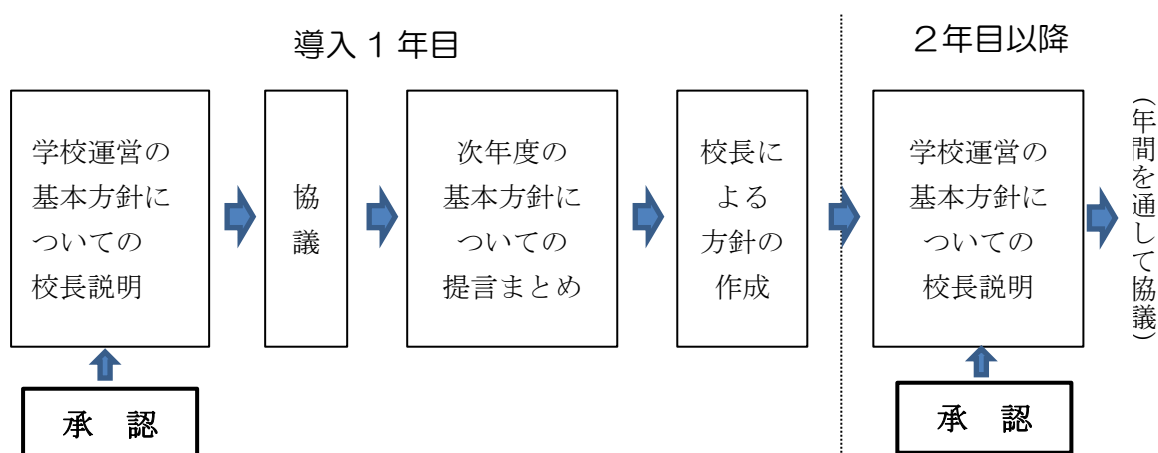 導入1年目
2年目以降
学校運営の
基本方針に
ついての
校長説明
協
議
次年度の
基本方針に
ついての
提言まとめ
校長に
よる
方針の
作成
学校運営の
基本方針に
ついての
校長説明
(年間を通して協議)
承 認
承 認